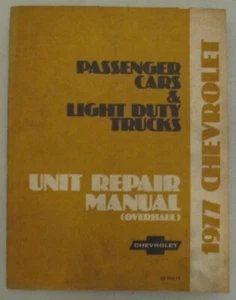 PASSENGER
CARS
&
LIGHT DUTY
TRUCKS
UNIT REPAIR
MANUAL
(OVERHAUL)
CHEVROLET
1977 CHEVROLET